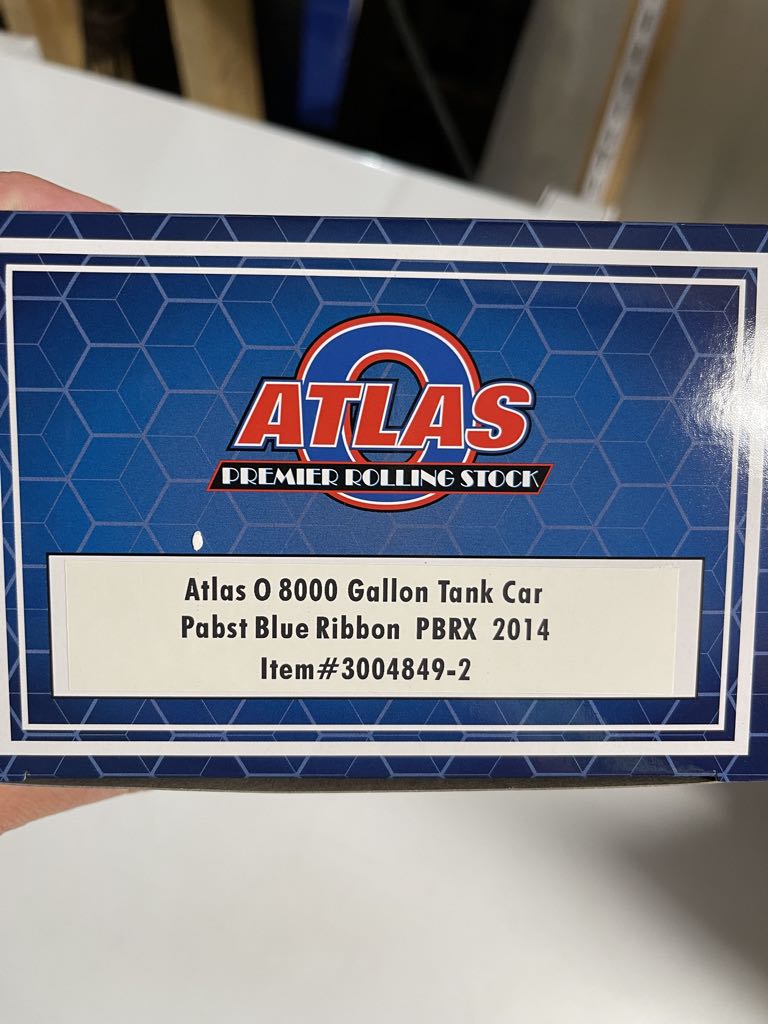 ATLAS
O
PREMIER ROLLING STOCK
Atlas O 8000 Gallon Tank Car
Pabst Blue Ribbon PBRX 2014
Item#3004849-2